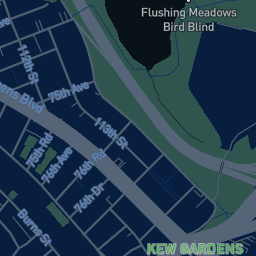 Flushing Meadows
Bird Blind
112th St
75th Ave
ens Blvd
113th St
75th Rd
76th Ave
76th Rd
76th Dr
Burns St
KEW GARDENS